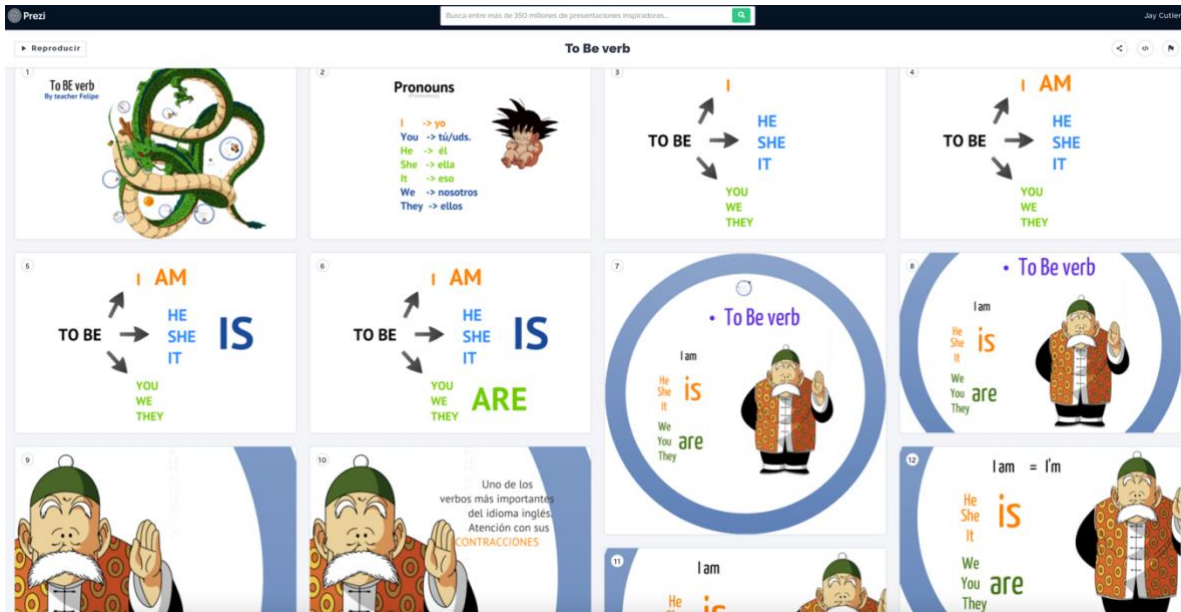 Prezi
Busca entre más de 350 millones de presentaciones inspiradoras...
Jay Cutler
Reproducir
To Be verb
1
To BE verb
By teacher Felipe
2
Pronouns
I -> yo
You -> tú/uds.
He -> él
She -> ella
It -> eso
We -> nosotros
They -> ellos
3
I
TO BE
HE
SHE
IT
YOU
WE
THEY
4
I AM
TO BE
HE
SHE
IT
YOU
WE
THEY
5
I AM
TO BE
HE
SHE
IT
IS
YOU
WE
THEY
6
I AM
TO BE
HE
SHE
IT
IS
YOU
WE
THEY
ARE
7
• To Be verb
I am
He
She
It
is
We
You
They
are
8
• To Be verb
I am
He
She
It
is
We
You
They
are
9
10
Uno de los
verbos más importantes
del idioma inglés.
Atención con sus
CONTRACCIONES
11
I am
He
is
12
I am = I'm
He
She
It
is
We
You
They
are